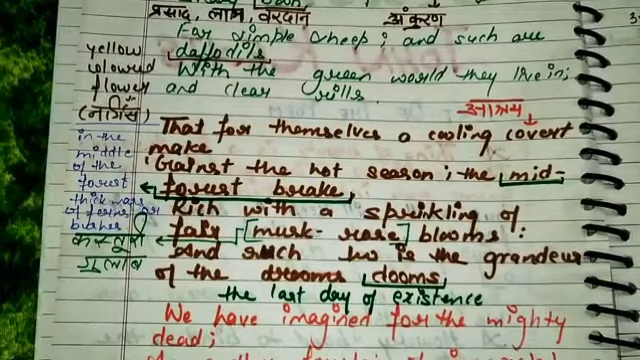 प्रसाद, लाभ, वरदान अंकुरण
For simple sheep; and such are
yellow daffodils
coloured With the green world they live in;
flower and clear rills.
(नर्गिस) आश्रय
That for themselves a cooling covert
make
in the
middle
of the
forest
'Gainst the hot season; the mid-
forest brake,
thick mass
of ferns or
bushes
Rich with a sprinkling of
fair musk-rose blooms:
कस्तूरी
गुलाब
And such too is the grandeur
of the dooms
the last day of existence
We have imagined for the mighty
dead;